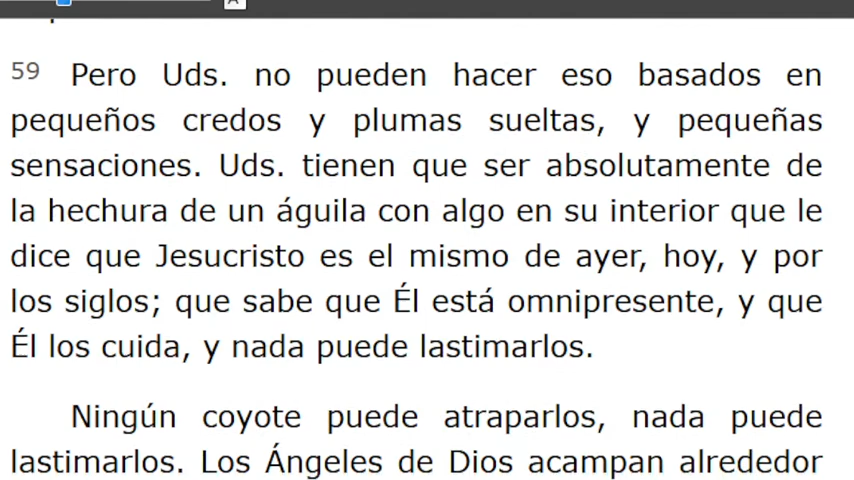 59 Pero Uds. no pueden hacer eso basados en
pequeños credos y plumas sueltas, y pequeñas
sensaciones. Uds. tienen que ser absolutamente de
la hechura de un águila con algo en su interior que le
dice que Jesucristo es el mismo de ayer, hoy, y por
los siglos; que sabe que Él está omnipresente, y que
Él los cuida, y nada puede lastimarlos.
Ningún coyote puede atraparlos, nada puede
lastimarlos. Los Ángeles de Dios acampan alrededor